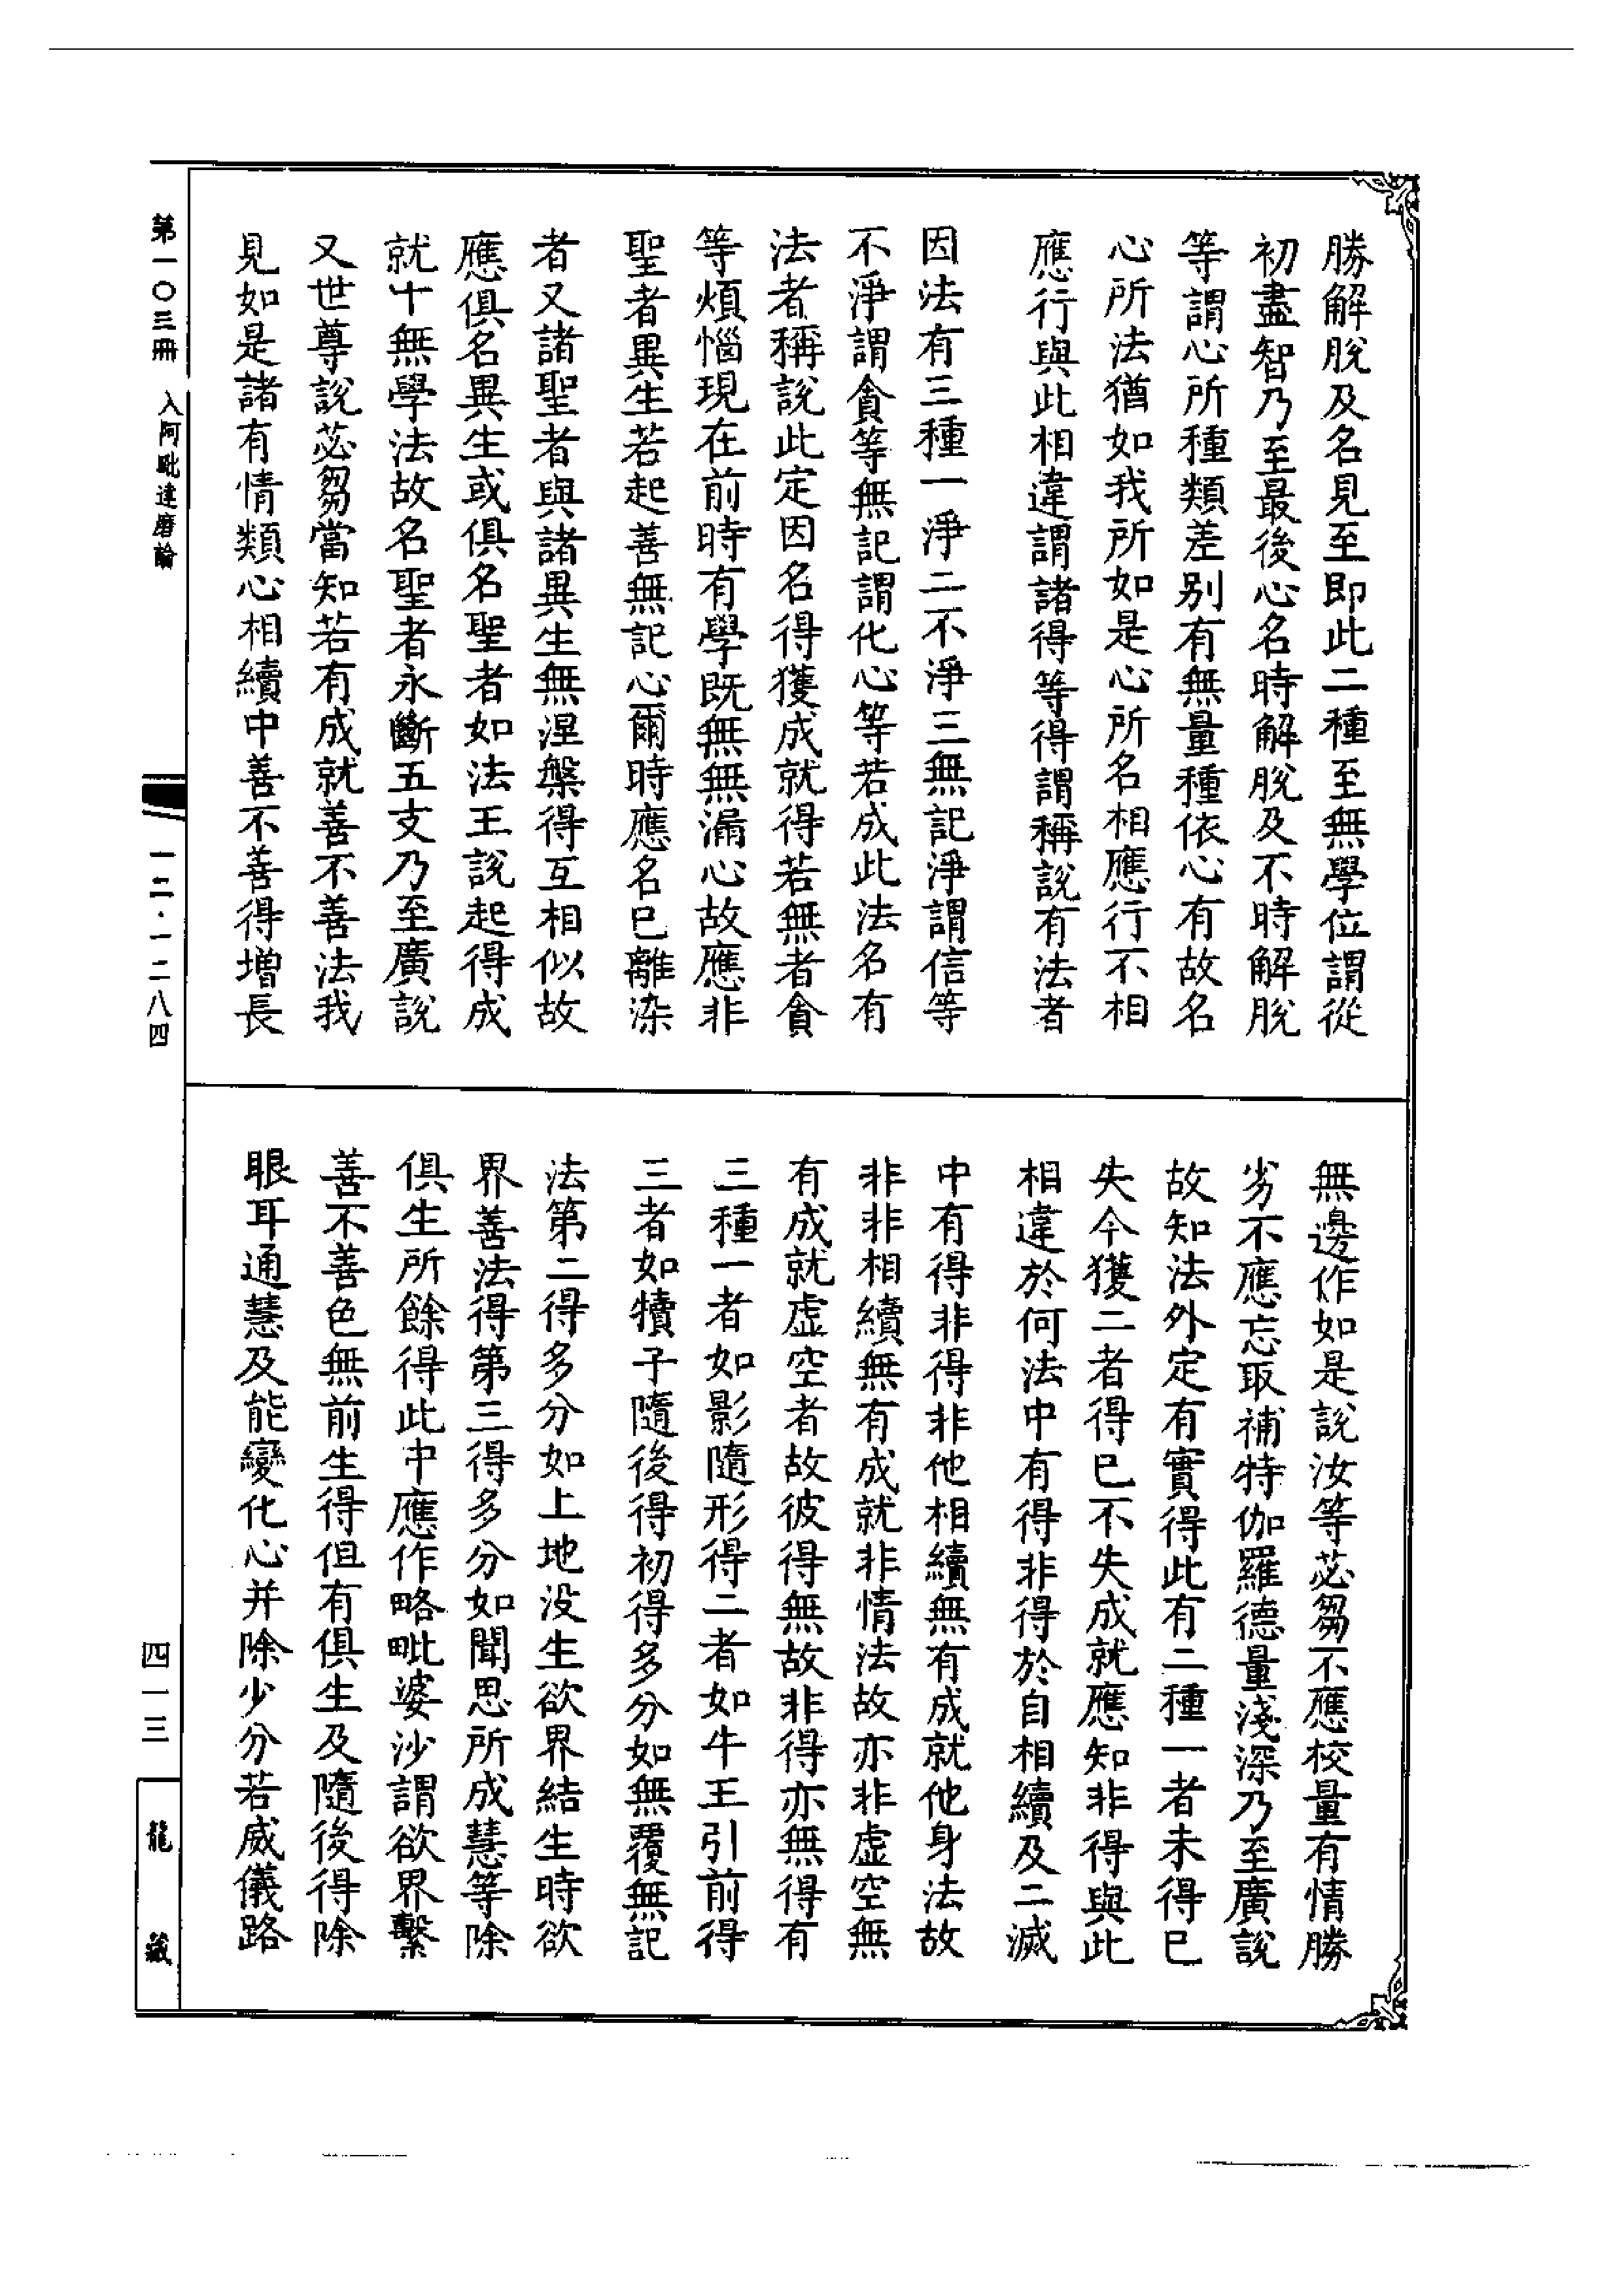 勝解脫及名見至即此二種至無學位謂從
初盡智乃至最後心名時解脫及不時解脫
等謂心所種類差别有無量種依心有故名
心所法猶如我所如是心所名相應行不相
應行與此相違謂諸得等得謂稱說有法者
因法有三種一淨二不淨三無記淨謂信等
不淨謂貪等無記謂化心等若成此法名有
法者稱說此定因名得獲成就得若無者貪
等煩惱現在前時有學既無無漏心故應非
聖者異生若起善無記心爾時應名已離染
者又諸聖者與諸異生無涅槃得互相似故
應俱名異生或俱名聖者如法王說起得成
就十無學法故名聖者永斷五支乃至廣說
又世尊說苾芻當知若有成就善不善法我
見如是諸有情類心相續中善不善得增長
無邊作如是說汝等苾芻不應校量有情勝
劣不應忘取補特伽羅德量淺深乃至廣說
故知法外定有實得此有二種一者未得已
失今獲二者得已不失成就應知非得與此
相違於何法中有得非得於自相續及二滅
中有得非得非他相續無有成就他身法故
非非相續無有成就非情法故亦非虛空無
有成就虛空者故彼得無故非得亦無得有
三種一者如影隨形得二者如牛王引前得
三者如犢子隨後得初得多分如無覆無記
法第二得多分如上地没生欲界結生時欲
界善法得第三得多分如聞思所成慧等除
俱生所餘得此中應作略毗婆沙謂欲界繫
善不善色無前生得但有俱生及隨後得除
眼耳通慧及能變化心并除少分若威儀路
第一〇三冊　入阿毗達磨論
一二·一二八四
四一三
龍藏